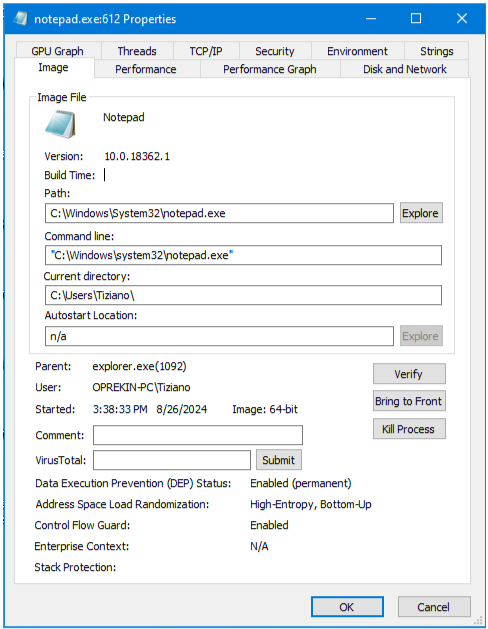 notepad.exe:612 Properties
GPU Graph Threads TCP/IP Security Environment Strings
Image Performance Performance Graph Disk and Network
Image File
Notepad
Version: 10.0.18362.1
Build Time:
Path:
C:\Windows\System32\notepad.exe Explore
Command line:
"C:\Windows\system32\notepad.exe"
Current directory:
C:\Users\Tiziano\
Autostart Location:
n/a Explore
Parent: explorer.exe(1092)
Verify
User: OPREKIN-PC\Tiziano
Bring to Front
Started: 3:38:33 PM 8/26/2024 Image: 64-bit
Kill Process
Comment:
VirusTotal: Submit
Data Execution Prevention (DEP) Status: Enabled (permanent)
Address Space Load Randomization: High-Entropy, Bottom-Up
Control Flow Guard: Enabled
Enterprise Context: N/A
Stack Protection:
OK Cancel